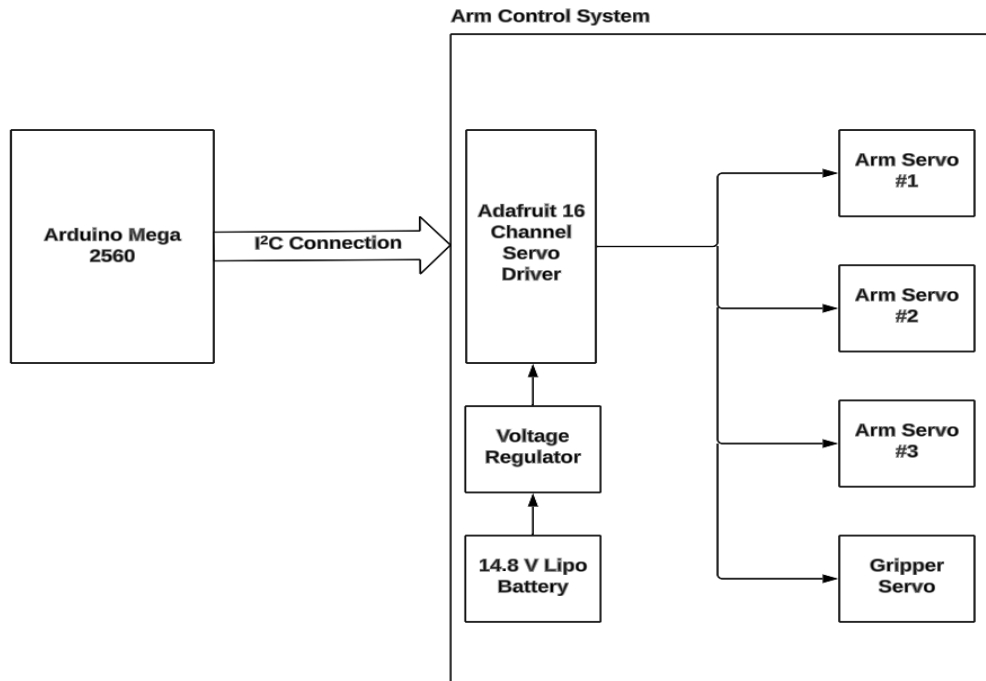 Arm Control System
Arduino Mega
2560
I²C Connection
Adafruit 16
Channel
Servo
Driver
Voltage
Regulator
14.8 V Lipo
Battery
Arm Servo
#1
Arm Servo
#2
Arm Servo
#3
Gripper
Servo